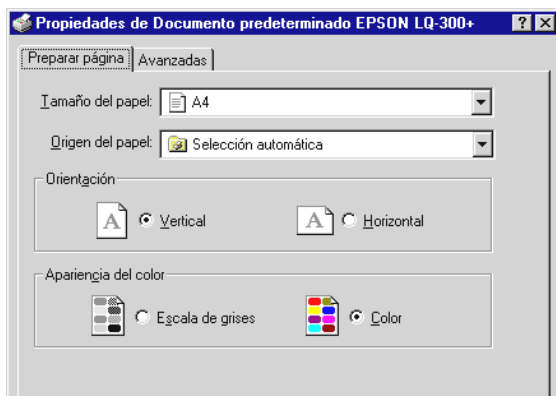 Propiedades de Documento predeterminado EPSON LQ-300+
Preparar página Avanzadas
Tamaño del papel: A4
Origen del papel: Selección automática
Orientación
A Vertical A Horizontal
Apariencia del color
Escala de grises Color